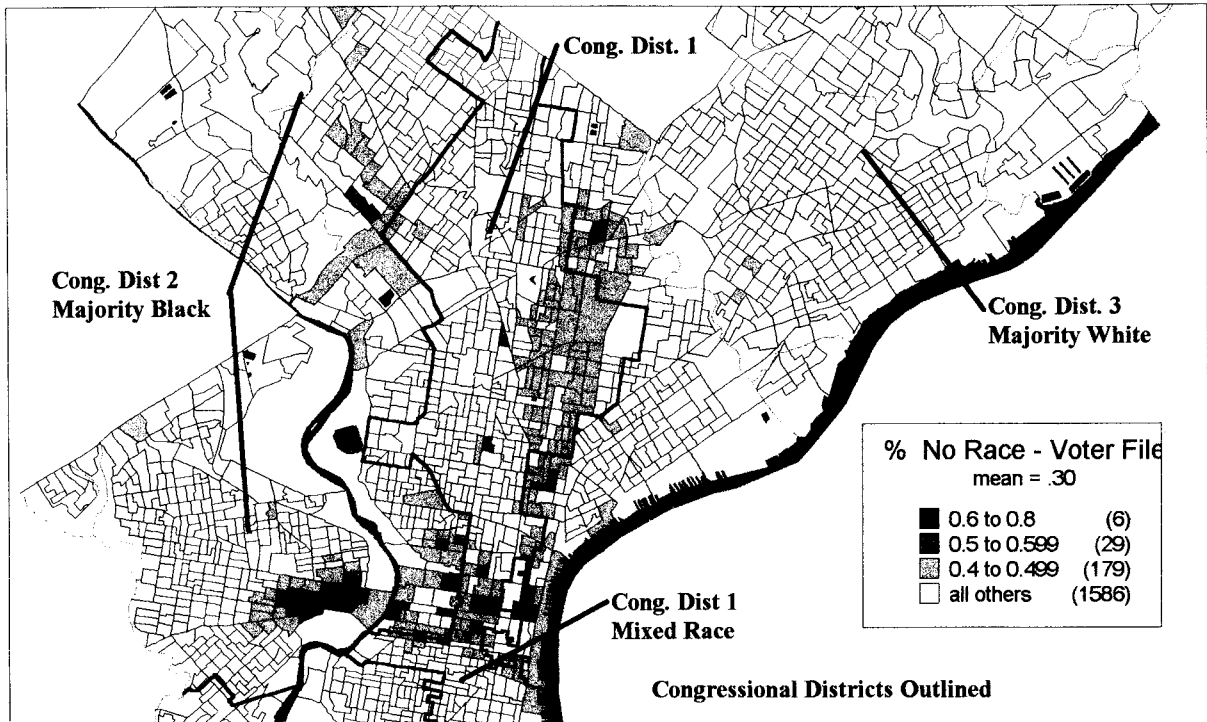 Cong. Dist. 1
Cong. Dist 2
Majority Black
Cong. Dist. 3
Majority White
% No Race - Voter File
mean = .30
0.6 to 0.8 (6)
0.5 to 0.599 (29)
0.4 to 0.499 (179)
all others (1586)
Cong. Dist 1
Mixed Race
Congressional Districts Outlined